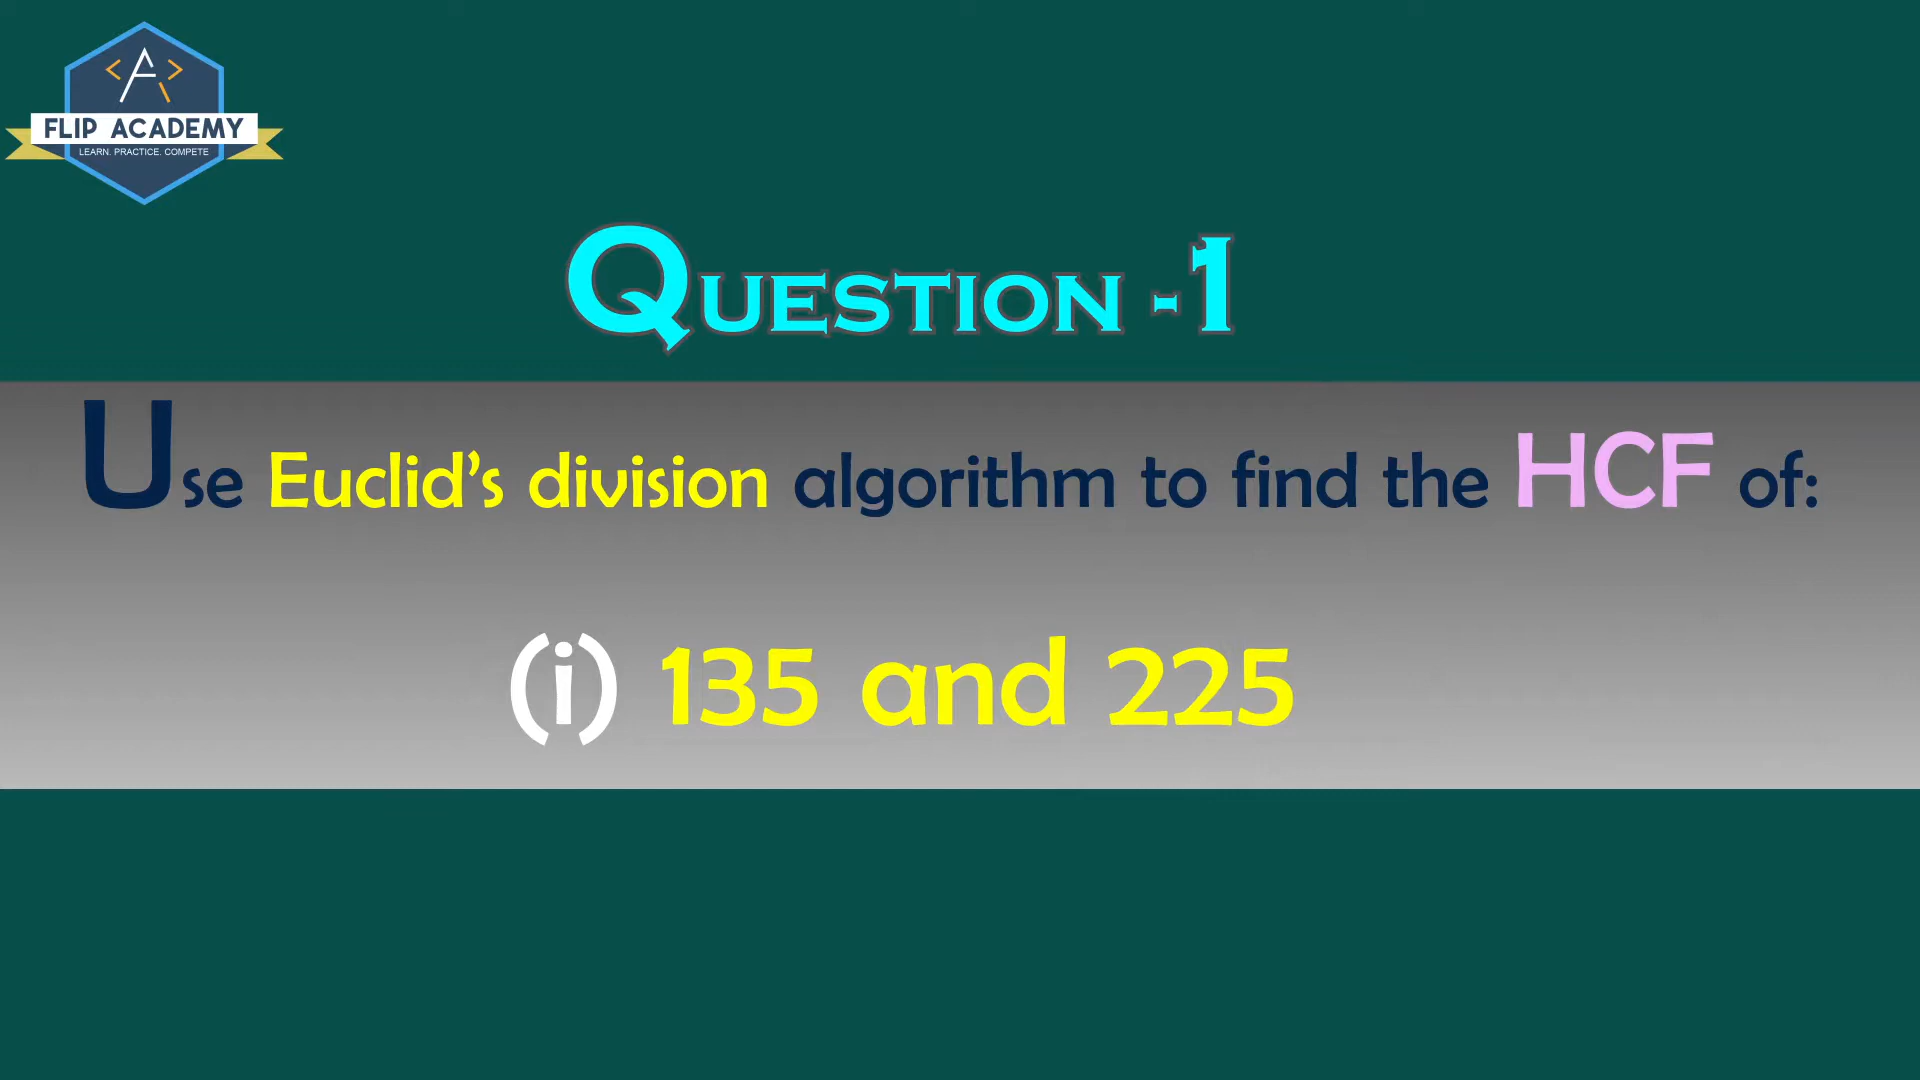 FLIP ACADEMY
LEARN. PRACTICE. COMPETE
QUESTION -1
Use Euclid’s division algorithm to find the HCF of:
(i) 135 and 225